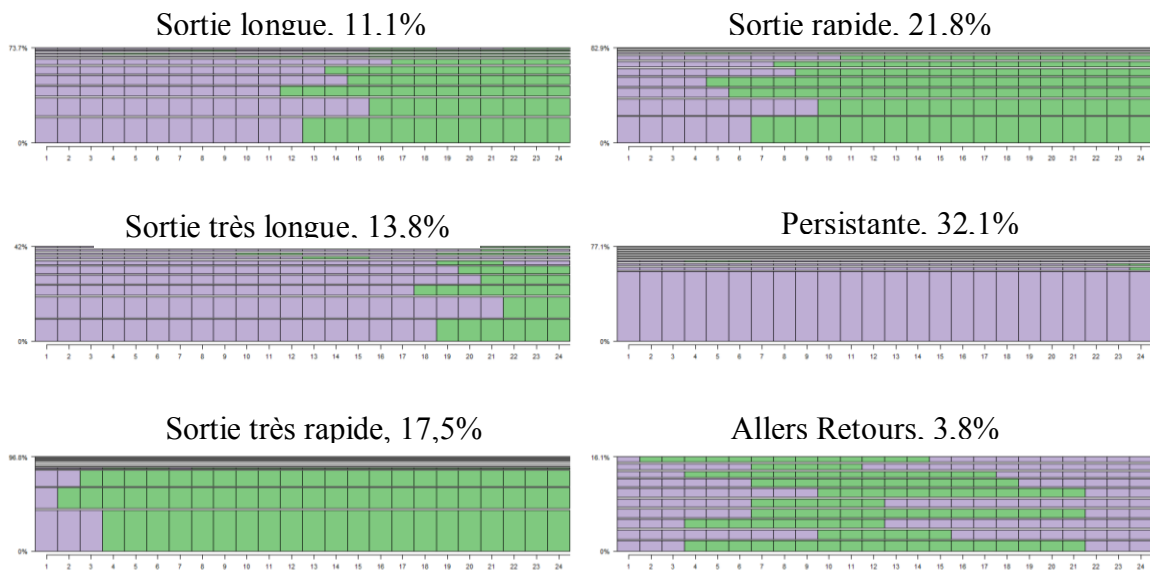 Sortie longue, 11,1%
73.7%
0%
1 2 3 4 5 6 7 8 9 10 11 12 13 14 15 16 17 18 19 20 21 22 23 24
Sortie rapide, 21,8%
62.9%
0%
1 2 3 4 5 6 7 8 9 10 11 12 13 14 15 16 17 18 19 20 21 22 23 24
Sortie très longue, 13,8%
42%
0%
1 2 3 4 5 6 7 8 9 10 11 12 13 14 15 16 17 18 19 20 21 22 23 24
Persistante, 32,1%
77.1%
0%
1 2 3 4 5 6 7 8 9 10 11 12 13 14 15 16 17 18 19 20 21 22 23 24
Sortie très rapide, 17,5%
96.8%
0%
1 2 3 4 5 6 7 8 9 10 11 12 13 14 15 16 17 18 19 20 21 22 23 24
Allers Retours, 3,8%
16.1%
0%
1 2 3 4 5 6 7 8 9 10 11 12 13 14 15 16 17 18 19 20 21 22 23 24